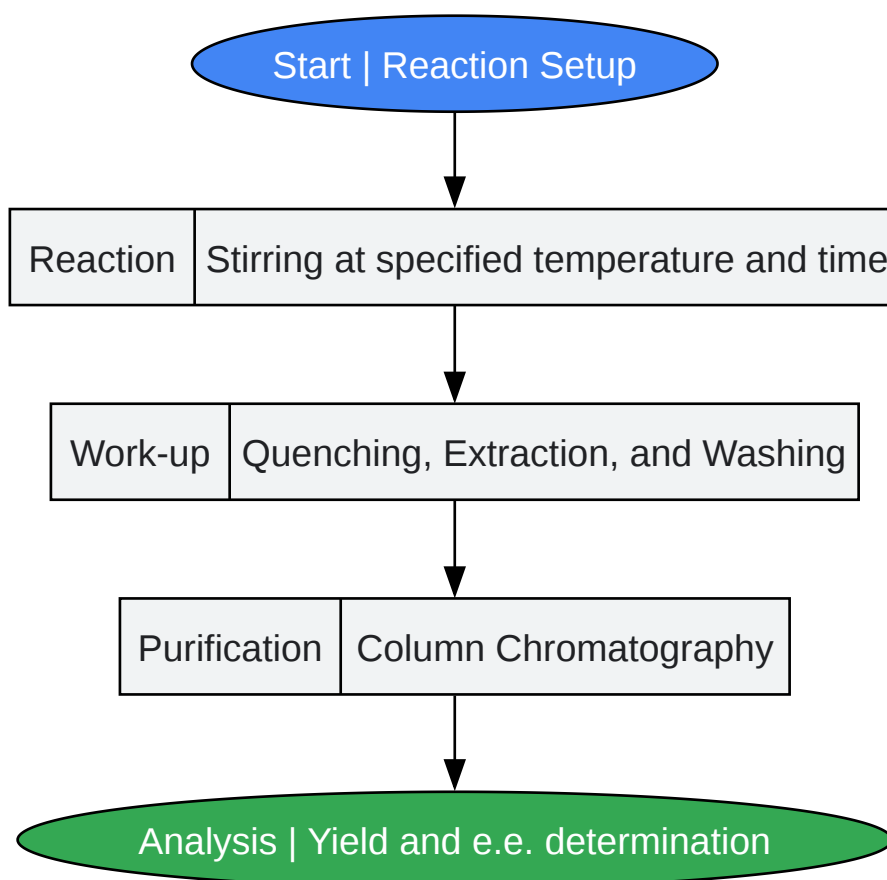 Start | Reaction Setup
Reaction
Stirring at specified temperature and time
Work-up
Quenching, Extraction, and Washing
Purification
Column Chromatography
Analysis | Yield and e.e. determination